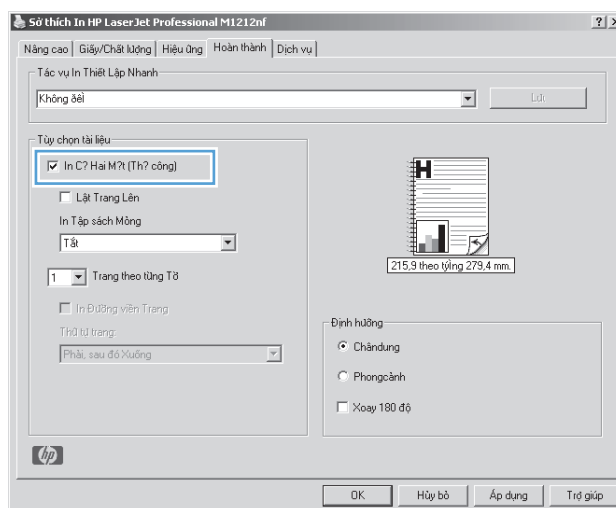 Sở thích In HP LaserJet Professional M1212nf
Nâng cao Giấy/Chất lượng Hiệu ứng Hoàn thành Dịch vụ
Tác vụ In Thiết Lập Nhanh
Không ðêÌ
Lưu
Tùy chọn tài liệu
In C? Hai M?t (Th? công)
Lật Trang Lên
In Tập sách Mỏng
Tắt
1 Trang theo từng Tờ
In Đường viền Trang
Thứ tự trang:
Phải, sau đó Xuống
215,9 theo týÌng 279,4 mm.
Định hướng
Chândung
Phongcảnh
Xoay 180 độ
hp
OK Hủy bỏ Áp dụng Trợ giúp